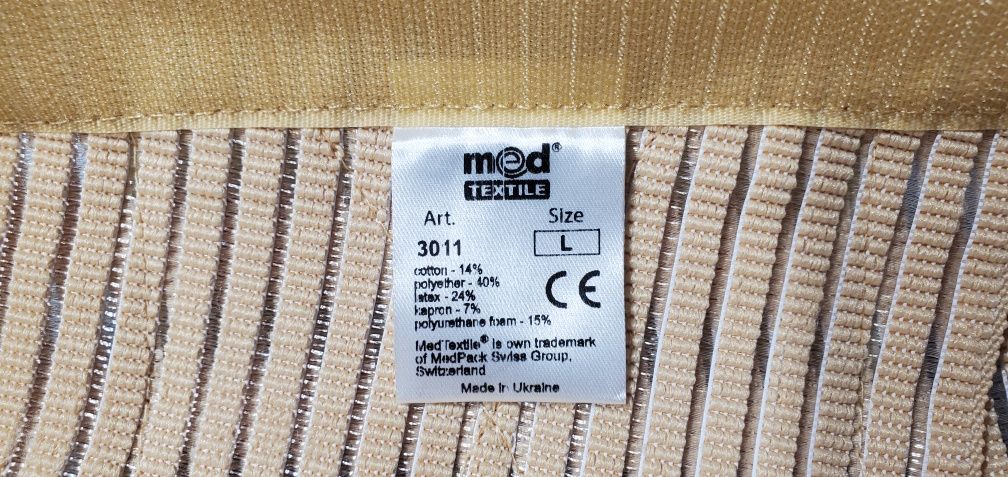 med®
TEXTILE
Art. Size
3011 L
cotton - 14%
polyether - 40%
latex - 24%
kapron - 7%
polyurethane foam - 15%
CE
MedTextile® is own trademark
of MedPack Swiss Group,
Switzerland
Made in Ukraine